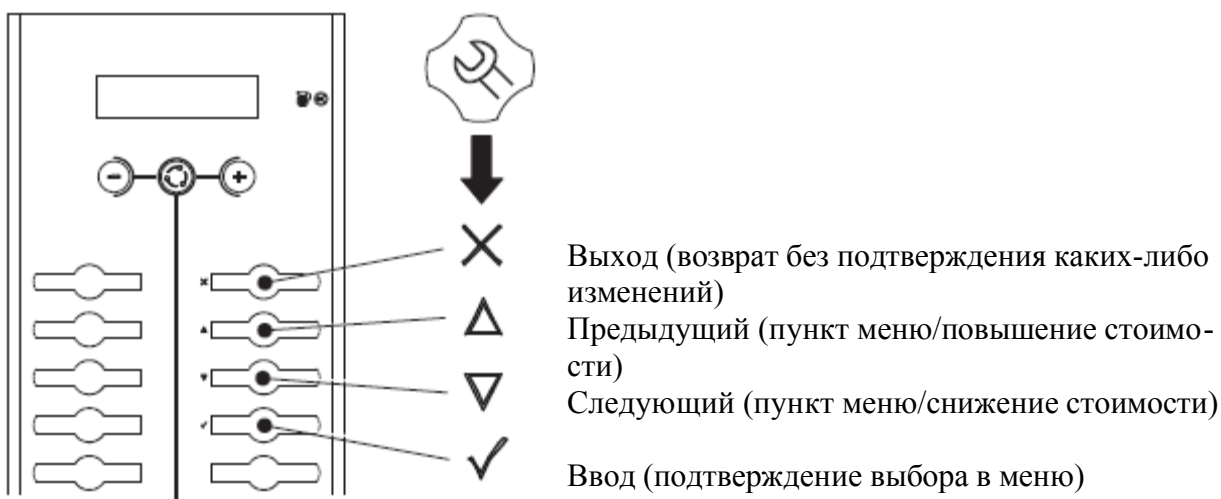 Выход (возврат без подтверждения каких-либо
изменений)
Предыдущий (пункт меню/повышение стоимо-
сти)
Следующий (пункт меню/снижение стоимости)
Ввод (подтверждение выбора в меню)